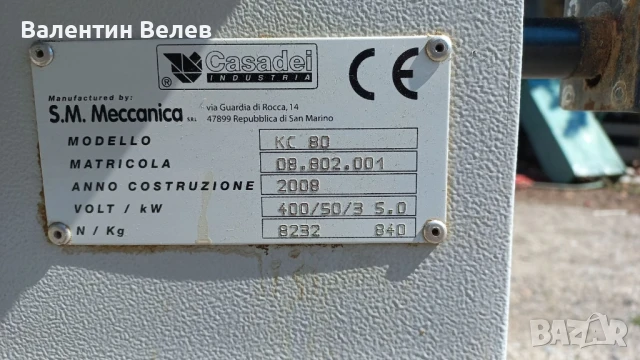 Валентин Велев
Casadei
INDUSTRIA
®
CE
Manufactured by:
S.M. Meccanica SRL
via Guardia di Rocca, 14
47899 Repubblica di San Marino
MODELLO KC 80
MATRICOLA 08.802.001
ANNO COSTRUZIONE 2008
VOLT / kW 400/50/3 5.0
N / Kg 8232 840
BAZAR